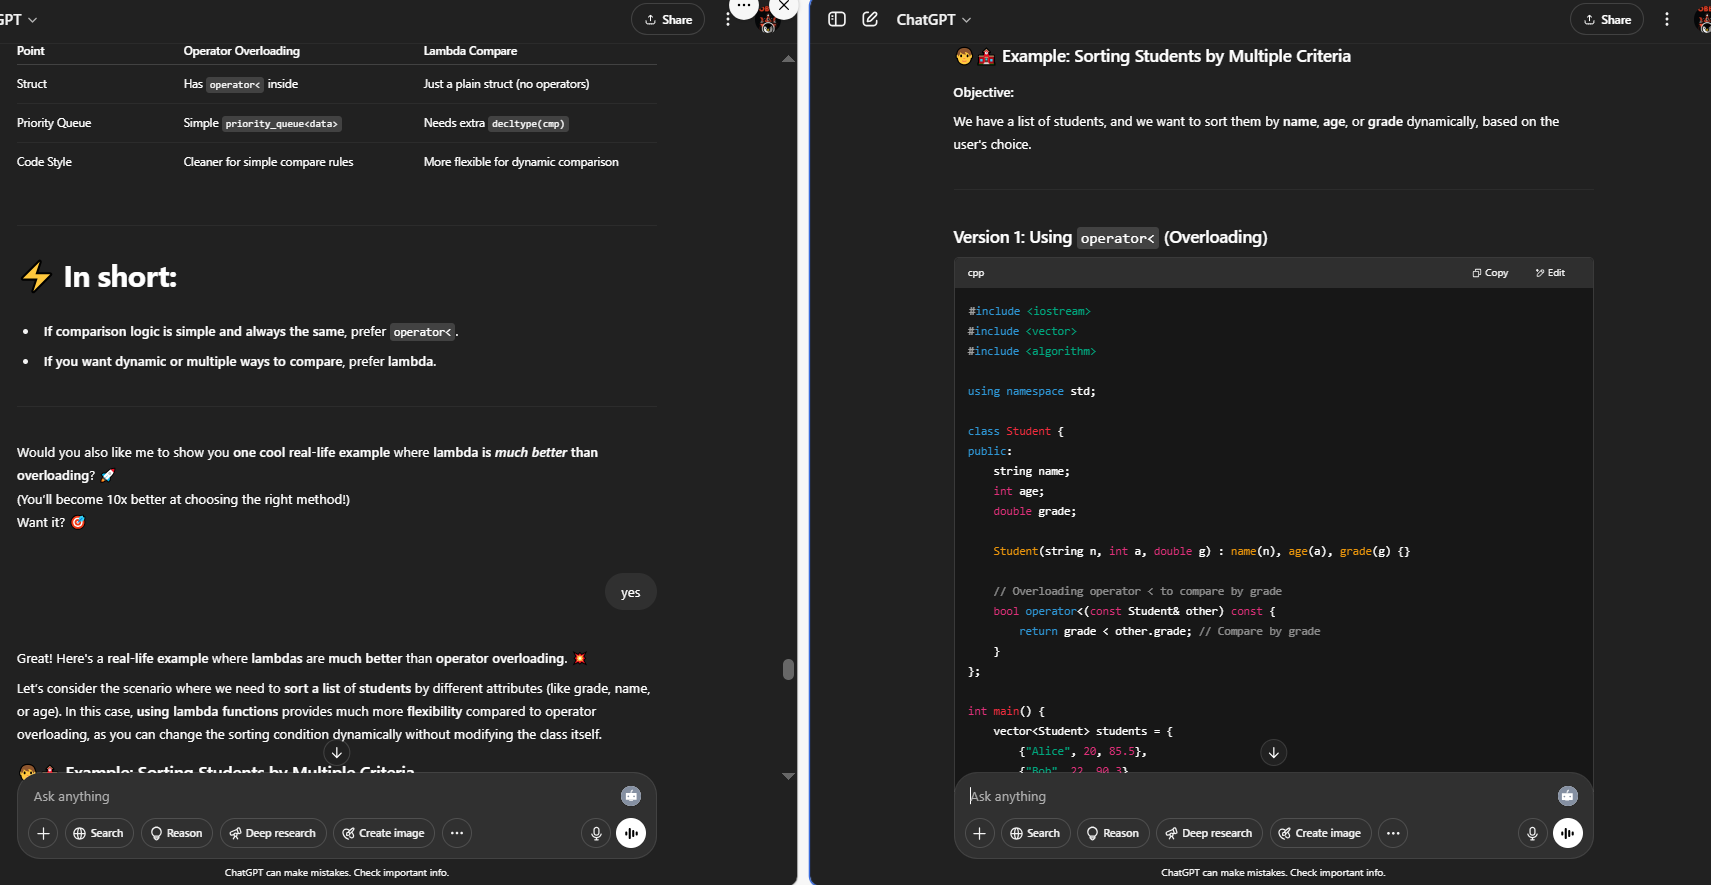 GPT
Share
Point Operator Overloading Lambda Compare
Struct Has operator< inside Just a plain struct (no operators)
Priority Queue Simple priority_queue<data> Needs extra decltype(cmp)
Code Style Cleaner for simple compare rules More flexible for dynamic comparison
⚡ In short:
• If comparison logic is simple and always the same, prefer operator<.
• If you want dynamic or multiple ways to compare, prefer lambda.
Would you also like me to show you one cool real-life example where lambda is much better than
overloading? 🚀
(You'll become 10x better at choosing the right method!)
Want it? 🎯
yes
Great! Here's a real-life example where lambdas are much better than operator overloading. 💥
Let's consider the scenario where we need to sort a list of students by different attributes (like grade, name,
or age). In this case, using lambda functions provides much more flexibility compared to operator
overloading, as you can change the sorting condition dynamically without modifying the class itself.
Example: Sorting Students by Multiple Criteria
Ask anything
Search Reason Deep research Create image
ChatGPT can make mistakes. Check important info.
ChatGPT
Share
Example: Sorting Students by Multiple Criteria
Objective:
We have a list of students, and we want to sort them by name, age, or grade dynamically, based on the
user's choice.
Version 1: Using operator< (Overloading)
cpp Copy Edit
#include <iostream>
#include <vector>
#include <algorithm>
using namespace std;
class Student {
public:
    string name;
    int age;
    double grade;
    Student(string n, int a, double g) : name(n), age(a), grade(g) {}
    // Overloading operator < to compare by grade
    bool operator<(const Student& other) const {
        return grade < other.grade; // Compare by grade
    }
};
int main() {
    vector<Student> students = {
        {"Alice", 20, 85.5},
        {"Bob", 22, 90.3},
Ask anything
Search Reason Deep research Create image
ChatGPT can make mistakes. Check important info.